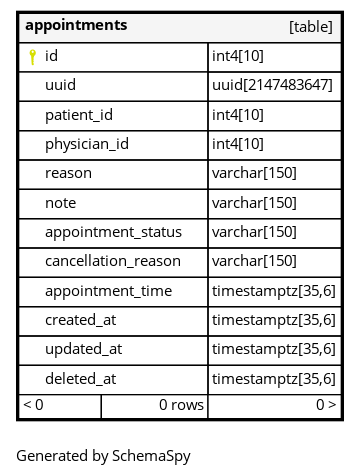 appointments [table]
id int4[10]
uuid uuid[2147483647]
patient_id int4[10]
physician_id int4[10]
reason varchar[150]
note varchar[150]
appointment_status varchar[150]
cancellation_reason varchar[150]
appointment_time timestamptz[35,6]
created_at timestamptz[35,6]
updated_at timestamptz[35,6]
deleted_at timestamptz[35,6]
< 0 0 rows 0 >
Generated by SchemaSpy